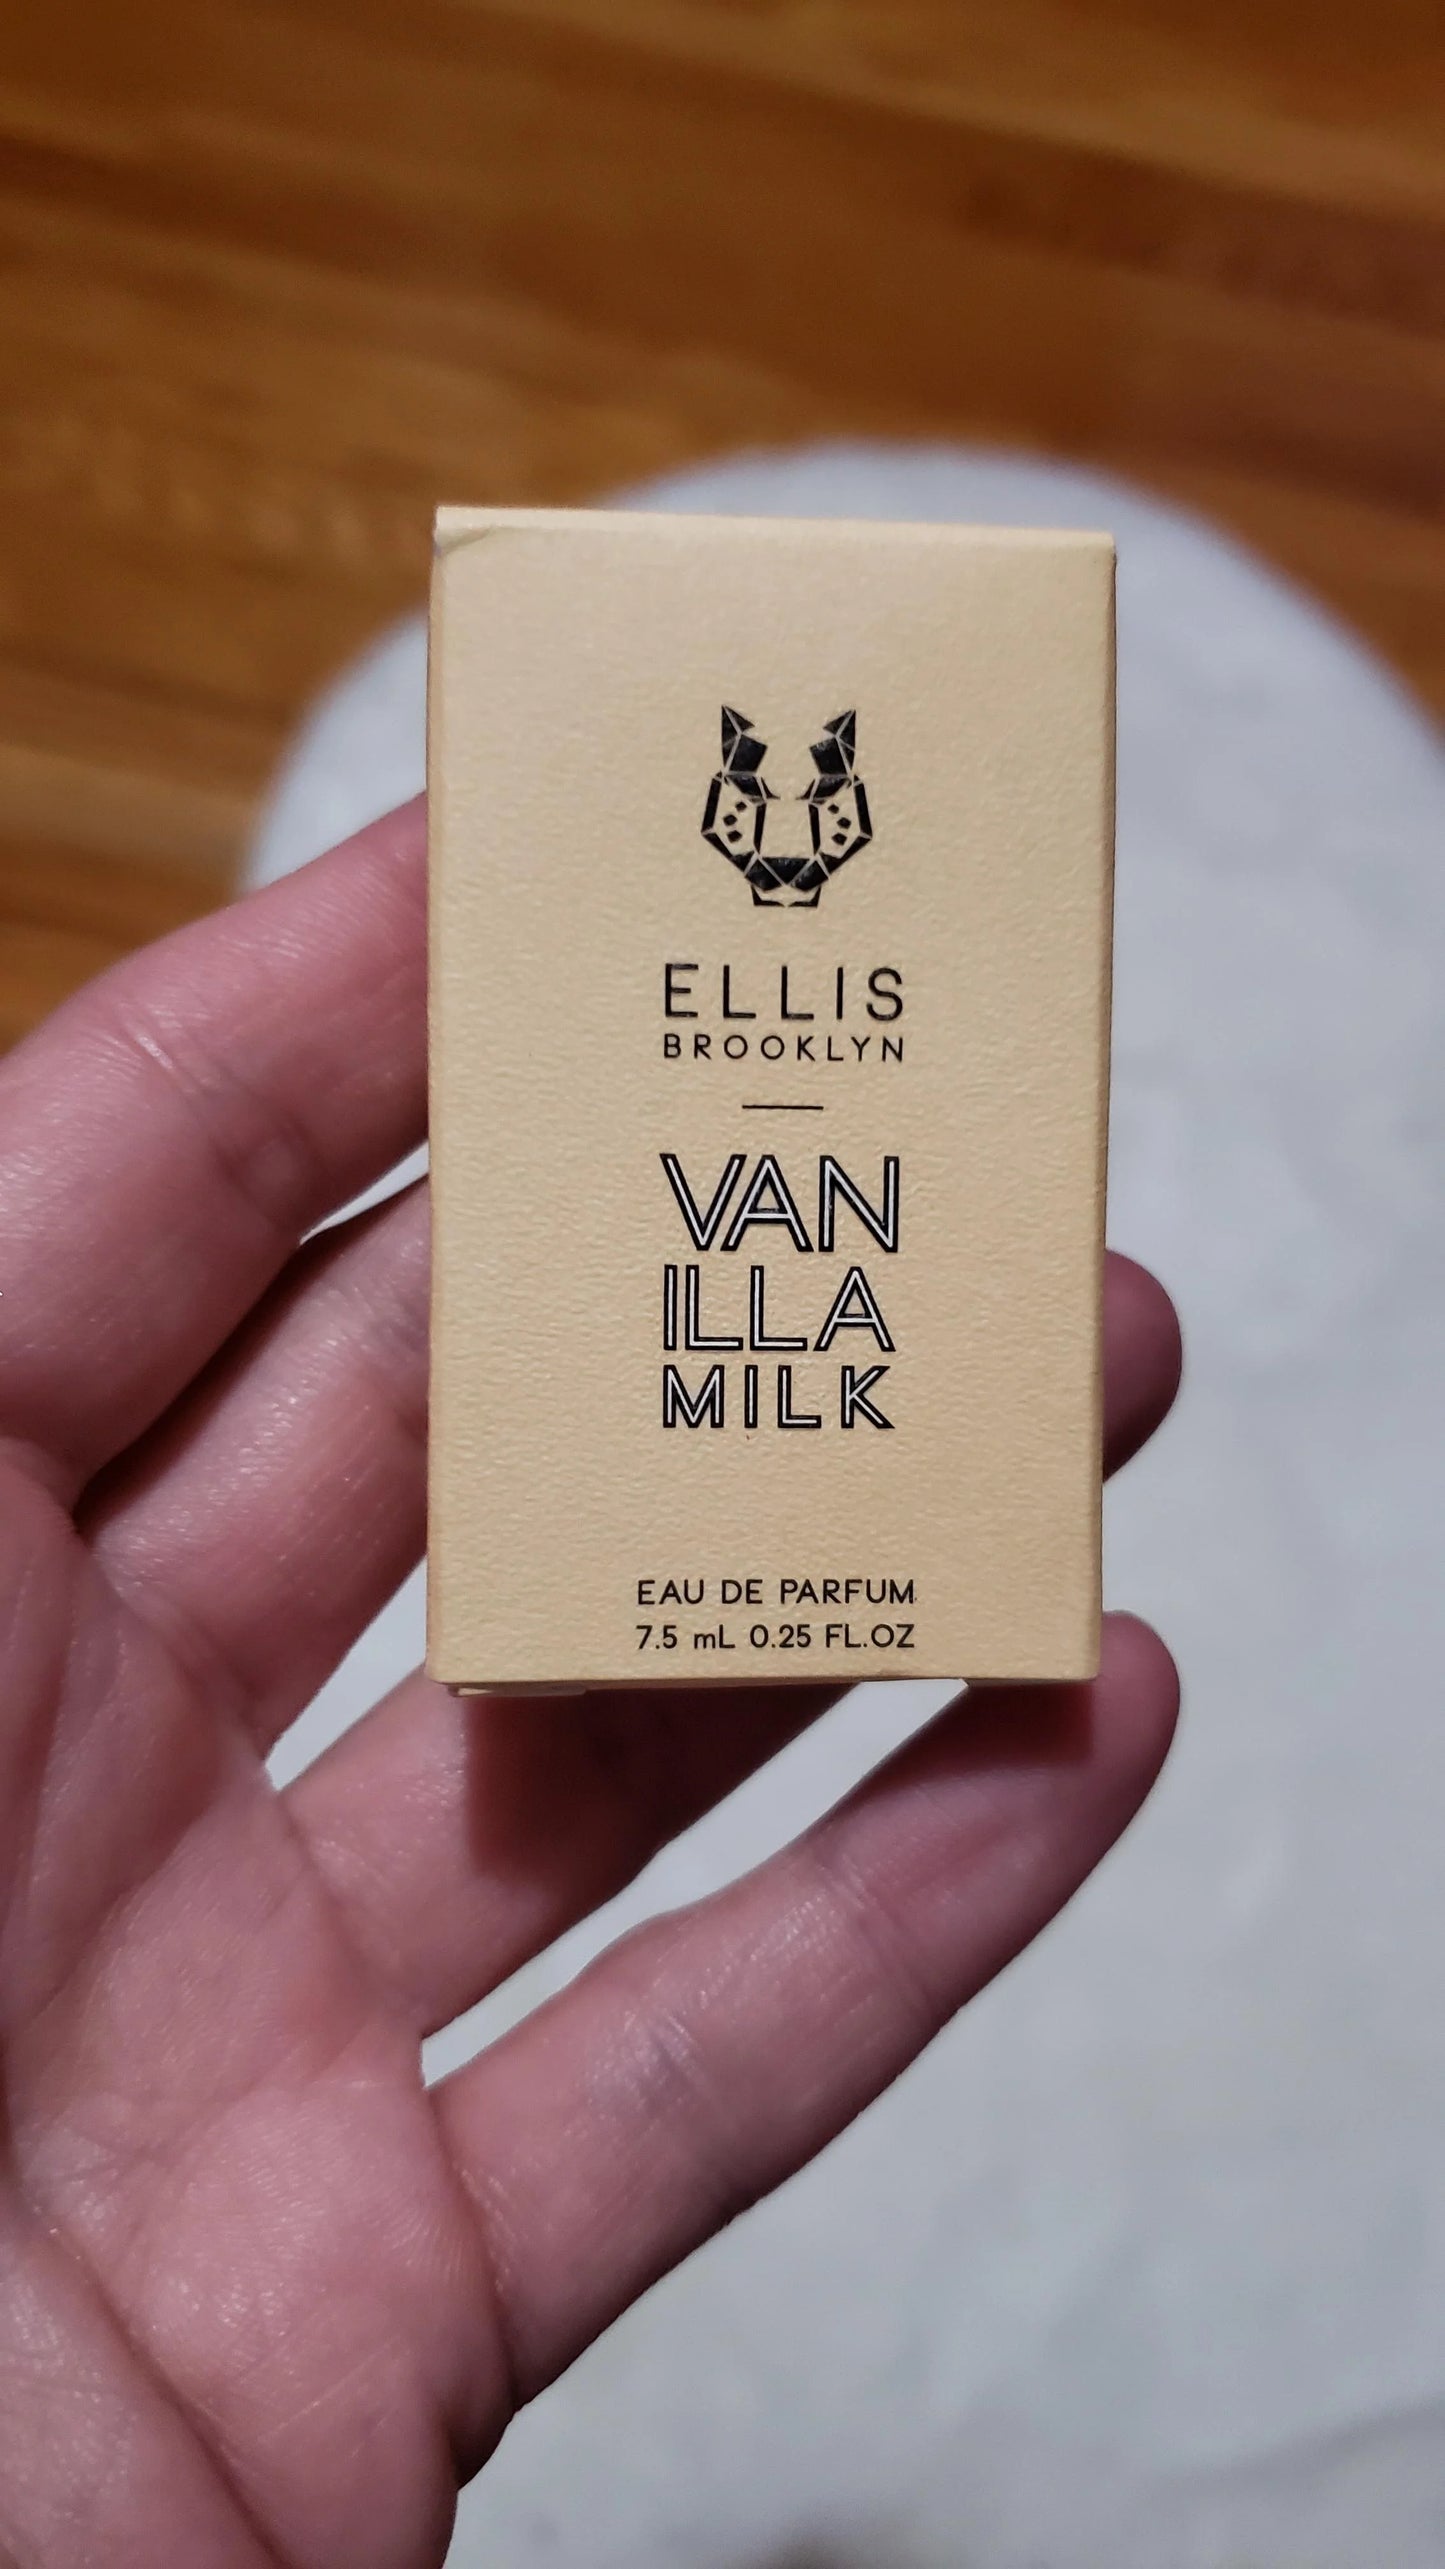 ELLIS
BROOKLYN
VAN
ILLA
MILK
EAU DE PARFUM
7.5 mL 0.25 FL.OZ